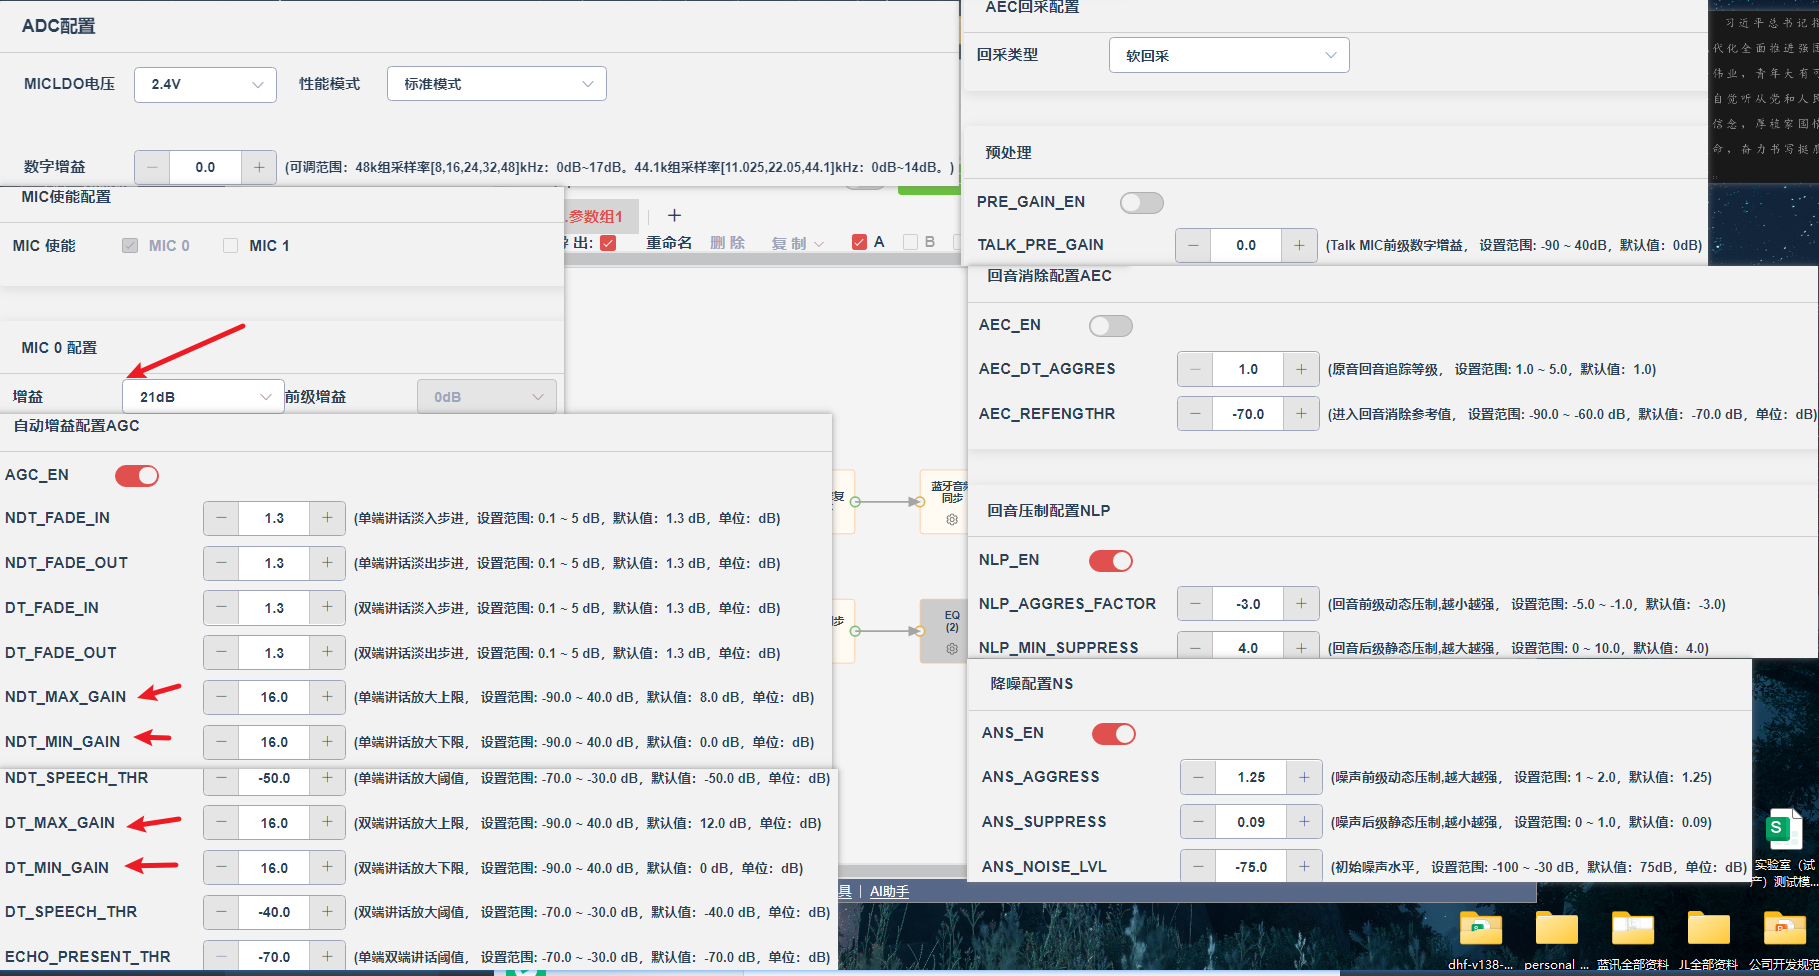 ADC配置
MICLDO电压 2.4V 性能模式 标准模式
数字增益 0.0 (可调范围：48k组采样率[8,16,24,32,48]kHz：0dB~17dB。44.1k组采样率[11.025,22.05,44.1]kHz：0dB~14dB。)
MIC使能配置
MIC 使能 MIC 0 MIC 1
MIC 0 配置
增益 21dB 前级增益 0dB
参数组1
出: 重命名 删除 复制 A B
自动增益配置AGC
AGC_EN
NDT_FADE_IN 1.3 (单端讲话淡入步进，设置范围: 0.1 ~ 5 dB，默认值：1.3 dB，单位：dB)
NDT_FADE_OUT 1.3 (单端讲话淡出步进，设置范围: 0.1 ~ 5 dB，默认值：1.3 dB，单位：dB)
DT_FADE_IN 1.3 (双端讲话淡入步进，设置范围: 0.1 ~ 5 dB，默认值：1.3 dB，单位：dB)
DT_FADE_OUT 1.3 (双端讲话淡出步进，设置范围: 0.1 ~ 5 dB，默认值：1.3 dB，单位：dB)
NDT_MAX_GAIN 16.0 (单端讲话放大上限， 设置范围: -90.0 ~ 40.0 dB，默认值：8.0 dB，单位：dB)
NDT_MIN_GAIN 16.0 (单端讲话放大下限， 设置范围: -90.0 ~ 40.0 dB，默认值：0.0 dB，单位：dB)
NDT_SPEECH_THR -50.0 (单端讲话放大阈值， 设置范围: -70.0 ~ -30.0 dB，默认值：-50.0 dB，单位：dB)
DT_MAX_GAIN 16.0 (双端讲话放大上限， 设置范围: -90.0 ~ 40.0 dB，默认值：12.0 dB，单位：dB)
DT_MIN_GAIN 16.0 (双端讲话放大下限， 设置范围: -90.0 ~ 40.0 dB，默认值：0 dB，单位：dB)
DT_SPEECH_THR -40.0 (双端讲话放大阈值， 设置范围: -70.0 ~ -30.0 dB，默认值：-40.0 dB，单位：dB)
ECHO_PRESENT_THR -70.0 (单端双端讲话阈值， 设置范围: -70.0 ~ -30.0 dB，默认值：-70.0 dB，单位：dB)
复
蓝牙音频
同步
步
EQ
(2)
具 | AI助手
AEC回采配置
回采类型 软回采
预处理
PRE_GAIN_EN
TALK_PRE_GAIN 0.0 (Talk MIC前级数字增益， 设置范围: -90 ~ 40dB，默认值：0dB)
回音消除配置AEC
AEC_EN
AEC_DT_AGGRES 1.0 (原音回音追踪等级， 设置范围: 1.0 ~ 5.0，默认值：1.0)
AEC_REFENGTHR -70.0 (进入回音消除参考值， 设置范围: -90.0 ~ -60.0 dB，默认值：-70.0 dB，单位：dB)
回音压制配置NLP
NLP_EN
NLP_AGGRES_FACTOR -3.0 (回音前级动态压制,越小越强， 设置范围: -5.0 ~ -1.0，默认值：-3.0)
NLP_MIN_SUPPRESS 4.0 (回音后级静态压制,越大越强， 设置范围: 0 ~ 10.0，默认值：4.0)
降噪配置NS
ANS_EN
ANS_AGGRESS 1.25 (噪声前级动态压制,越大越强， 设置范围: 1 ~ 2.0，默认值：1.25)
ANS_SUPPRESS 0.09 (噪声后级静态压制,越小越强， 设置范围: 0 ~ 1.0，默认值：0.09)
ANS_NOISE_LVL -75.0 (初始噪声水平， 设置范围: -100 ~ -30 dB，默认值：75dB，单位：dB)
习近平总书记
代化全面推进强国
伟业，青年大有可
自觉听从党和人民
信念，厚植家国情
命，奋力书写挺
实验室（试
产）测试模...
dhf-v138-... personal ... 蓝讯全部资料 JL全部资料 公司开发规范